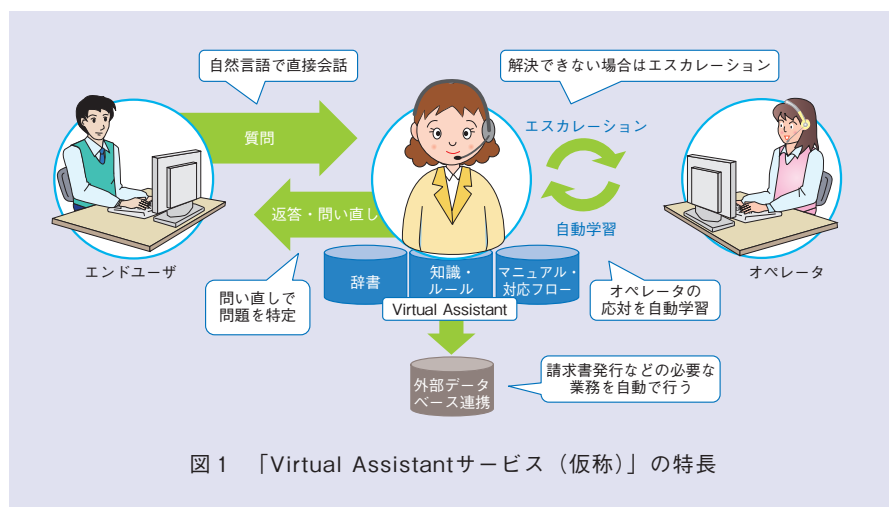 自然言語で直接会話
解決できない場合はエスカレーション
質問
エスカレーション
返答・問い直し
自動学習
エンドユーザ
オペレータ
辞書
知識・
ルール
マニュアル・
対応フロー
Virtual Assistant
問い直しで
問題を特定
オペレータの
応対を自動学習
外部データ
ベース連携
請求書発行などの必要な
業務を自動で行う
図1 「Virtual Assistantサービス（仮称）」の特長